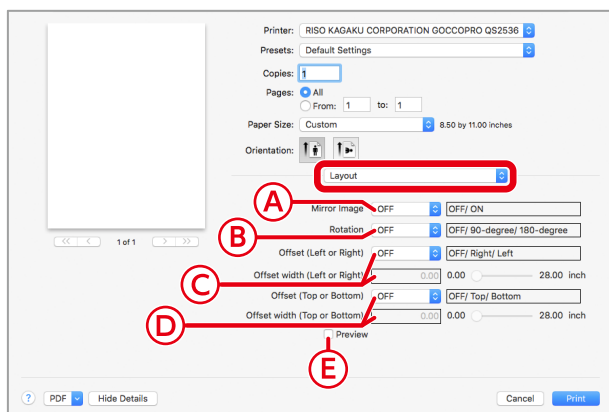 Printer: RISO KAGAKU CORPORATION GOCCOPRO QS2536
Presets: Default Settings
Copies: 1
Pages: All
From: 1 to: 1
Paper Size: Custom 8.50 by 11.00 inches
Orientation:
Layout
A
Mirror Image OFF OFF/ ON
B
Rotation OFF OFF/ 90-degree/ 180-degree
<< < 1 of 1 > >>
Offset (Left or Right) OFF OFF/ Right/ Left
C
Offset width (Left or Right) 0.00 0.00 28.00 inch
Offset (Top or Bottom) OFF OFF/ Top/ Bottom
D
Offset width (Top or Bottom) 0.00 0.00 28.00 inch
Preview
E
? PDF Hide Details Cancel Print